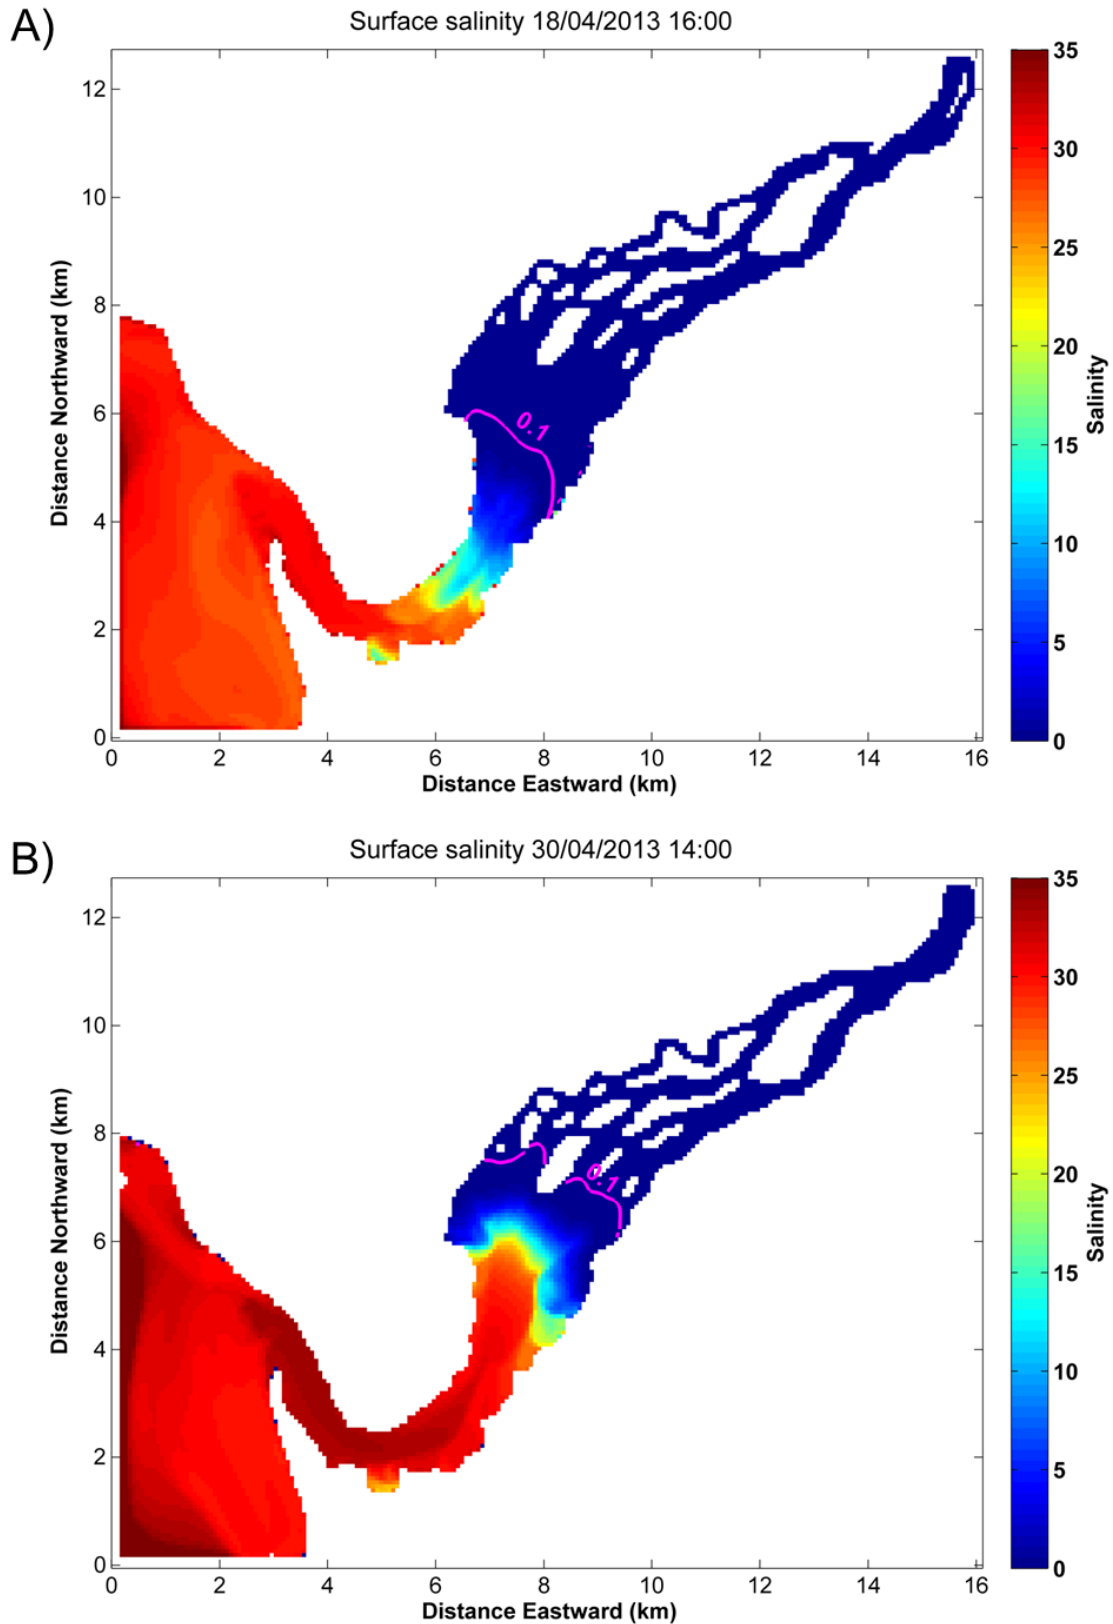 A)
Surface salinity 18/04/2013 16:00
Distance Northward (km)
12
10
8
6
4
2
0
0.1
0 2 4 6 8 10 12 14 16
Distance Eastward (km)
35
30
25
20
15
10
5
0
Salinity
B)
Surface salinity 30/04/2013 14:00
Distance Northward (km)
12
10
8
6
4
2
0
0.1
0 2 4 6 8 10 12 14 16
Distance Eastward (km)
35
30
25
20
15
10
5
0
Salinity